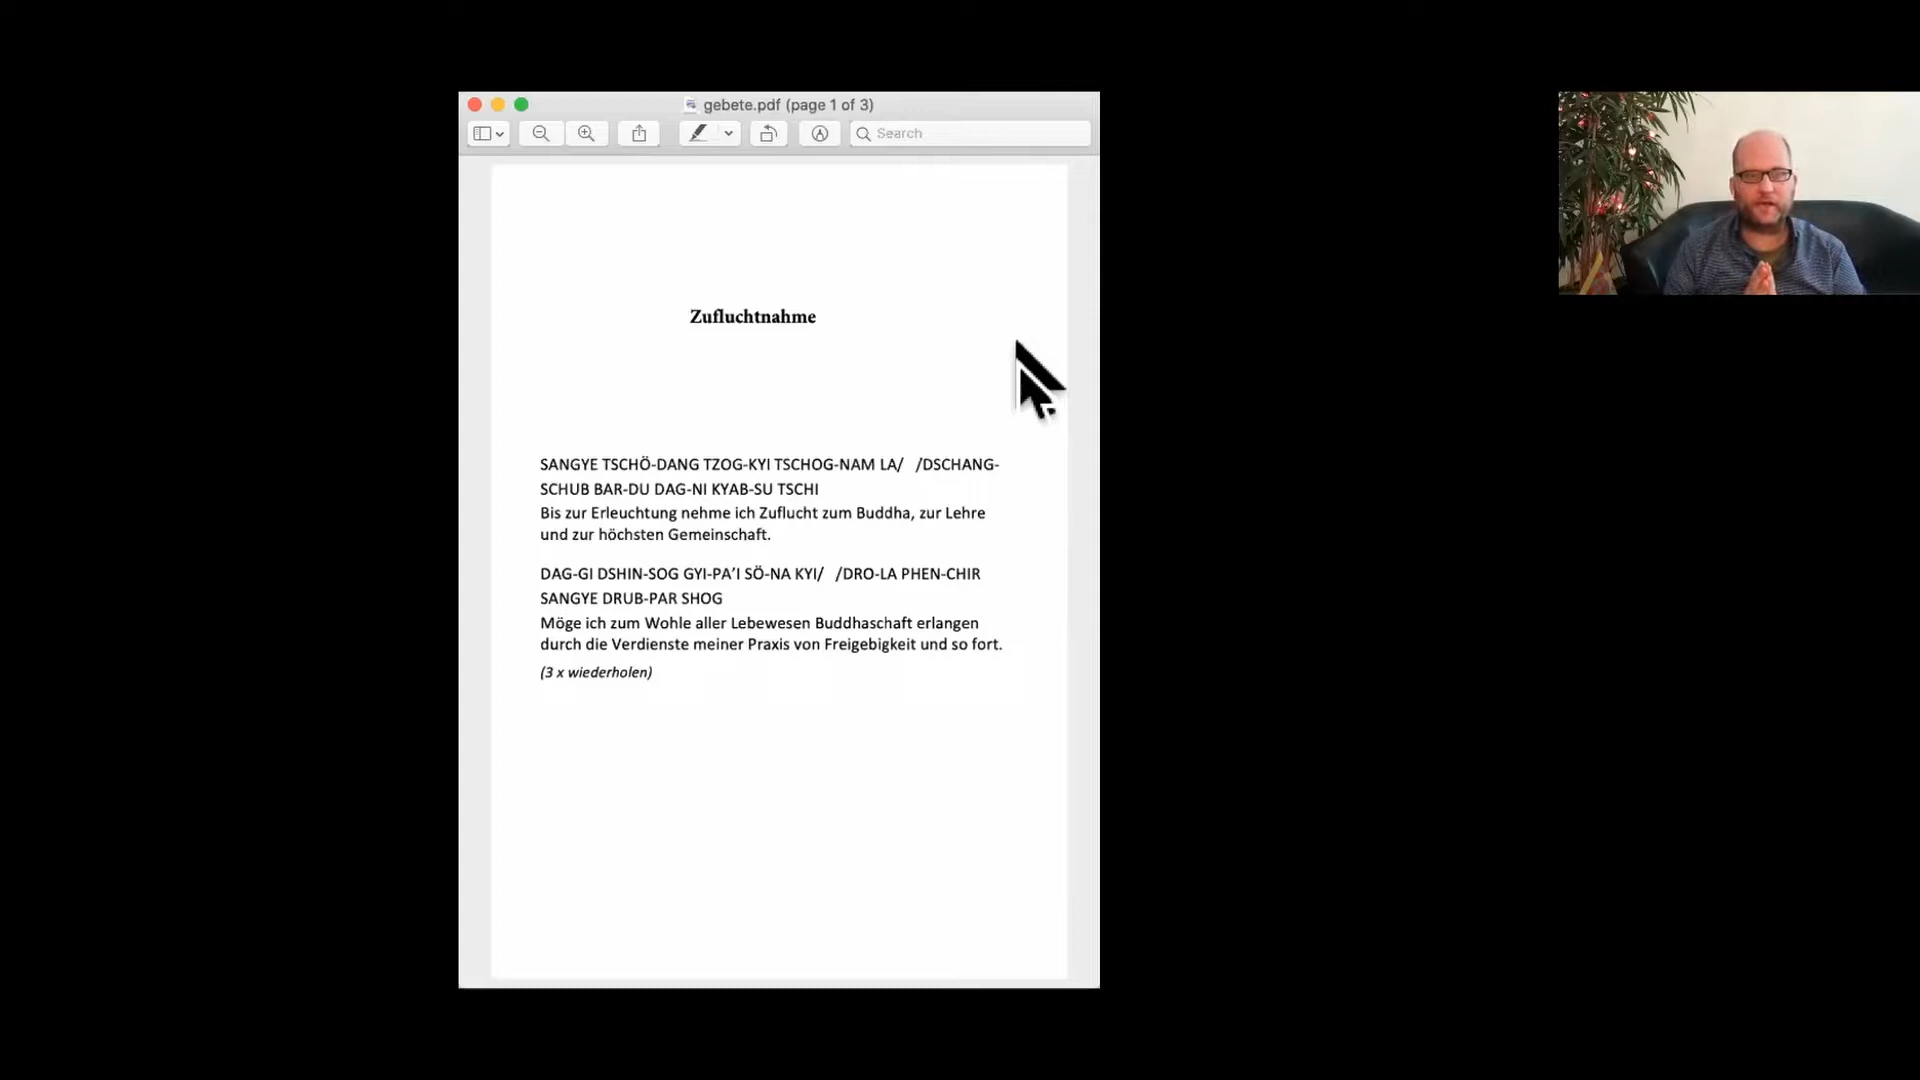 gebete.pdf (page 1 of 3)
Search
Zufluchtnahme
SANGYE TSCHÖ-DANG TZOG-KYI TSCHOG-NAM LA/ /DSCHANG-
SCHUB BAR-DU DAG-NI KYAB-SU TSCHI
Bis zur Erleuchtung nehme ich Zuflucht zum Buddha, zur Lehre
und zur höchsten Gemeinschaft.
DAG-GI DSHIN-SOG GYI-PA’I SÖ-NA KYI/ /DRO-LA PHEN-CHIR
SANGYE DRUB-PAR SHOG
Möge ich zum Wohle aller Lebewesen Buddhaschaft erlangen
durch die Verdienste meiner Praxis von Freigebigkeit und so fort.
(3 x wiederholen)